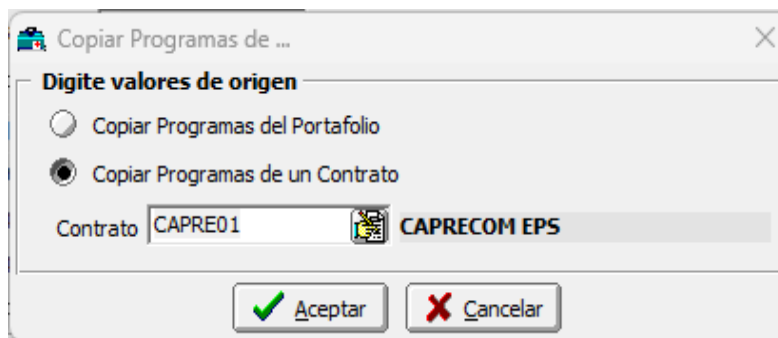 Copiar Programas de ...
Digite valores de origen
Copiar Programas del Portafolio
Copiar Programas de un Contrato
Contrato CAPRE01 CAPRECOM EPS
Aceptar Cancelar